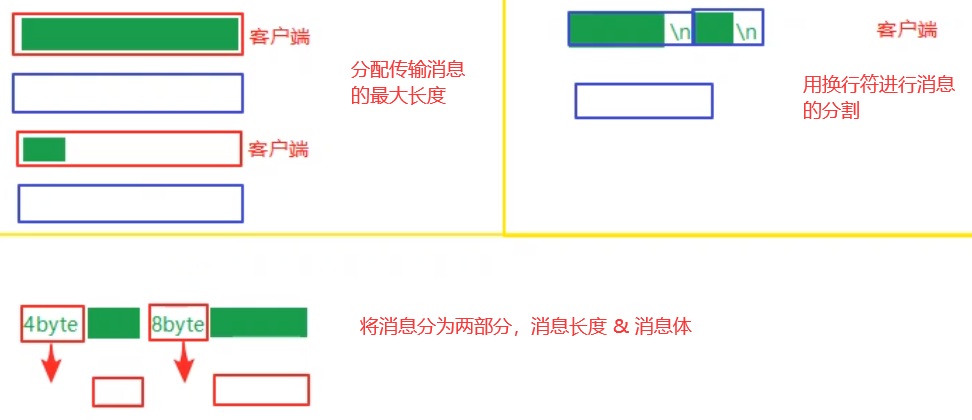 客户端
分配传输消息
的最大长度
客户端
\n \n
客户端
用换行符进行消息
的分割
4byte 8byte
将消息分为两部分，消息长度 & 消息体